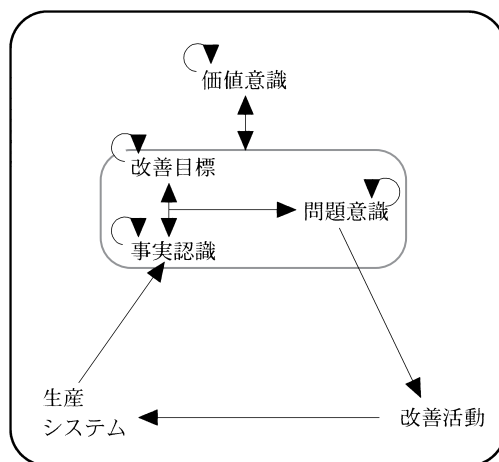 価値意識
改善目標
問題意識
事実認識
生産
システム
改善活動